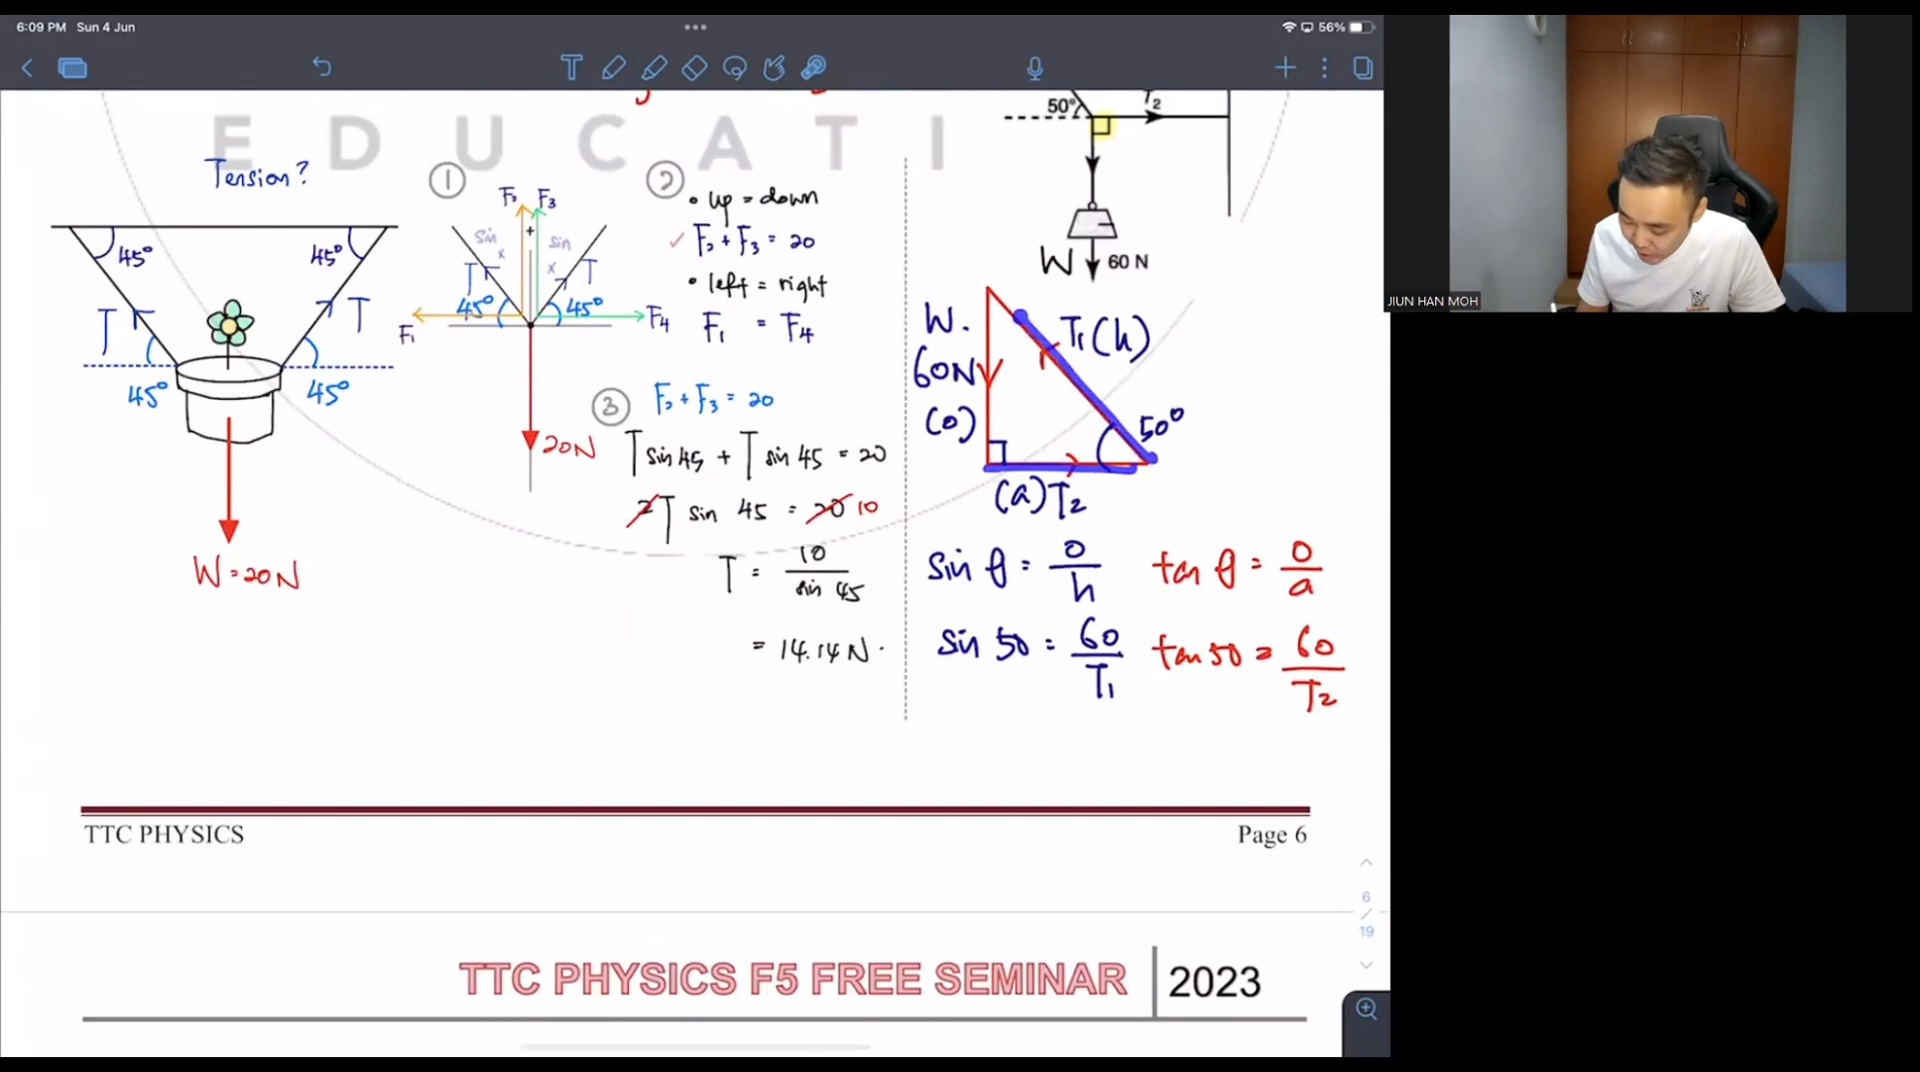 6:09 PM Sun 4 Jun
56%
EDUCATI
Tension?
45°
45°
T
T
45°
45°
W = 20N
①
F₂ F₃
+
sin
sin
x
x
T
T
45°
45°
F₁
F₄
20N
②
• up = down
✓ F₂ + F₃ = 20
• left = right
F₁ = F₄
③
F₂ + F₃ = 20
T sin 45 + T sin 45 = 20
2T sin 45 = 20 10
T = 10 / sin 45
= 14.14 N.
50°
T₂
W
60 N
W.
60N
(o)
T₁(h)
50°
(a) T₂
sin θ = o / h
tan θ = o / a
sin 50 = 60 / T₁
tan 50 = 60 / T₂
TTC PHYSICS
Page 6
6
/
19
TTC PHYSICS F5 FREE SEMINAR
2023
JIUN HAN MOH